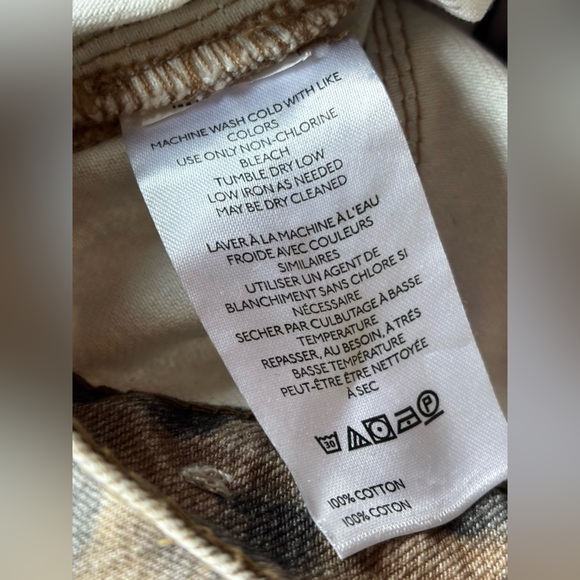 MACHINE WASH COLD WITH LIKE
COLORS
USE ONLY NON-CHLORINE
BLEACH
TUMBLE DRY LOW
LOW IRON AS NEEDED
MAY BE DRY CLEANED
LAVER À LA MACHINE À L'EAU
FROIDE AVEC COULEURS
SIMILAIRES
UTILISER UN AGENT DE
BLANCHIMENT SANS CHLORE SI
NÉCESSAIRE
SECHER PAR CULBUTAGE À BASSE
TEMPERATURE
REPASSER, AU BESOIN, À TRÉS
BASSE TEMPÉRATURE
PEUT-ÊTRE ÊTRE NETTOYÉE
À SEC
30 P
100% COTTON
100% COTON